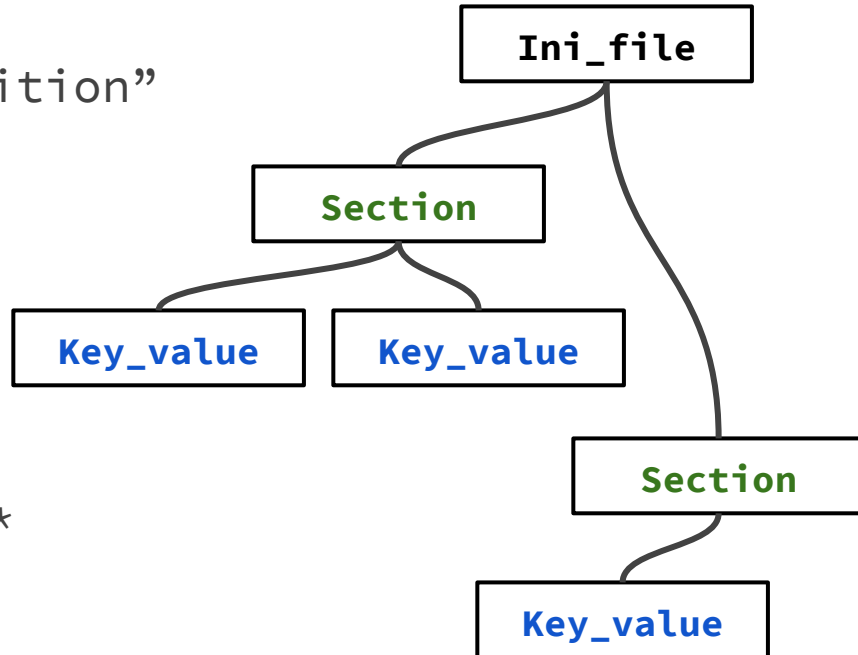 Ini_file
ition”
Section
Key_value Key_value
Section
*
Key_value